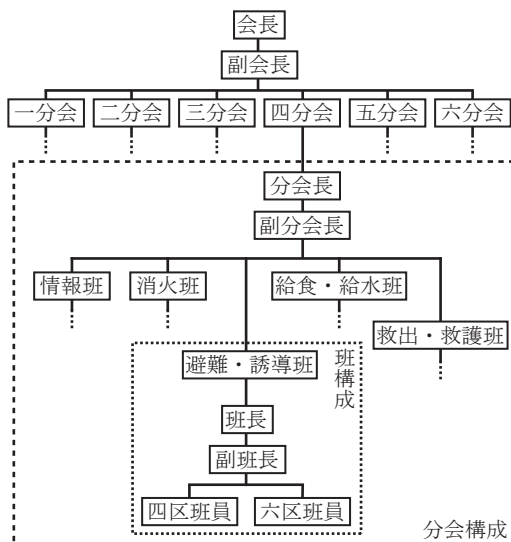 会長
副会長
一分会 二分会 三分会 四分会 五分会 六分会
分会長
副分会長
情報班 消火班 給食・給水班
救出・救護班
避難・誘導班
班構成
班長
副班長
四区班員 六区班員
分会構成